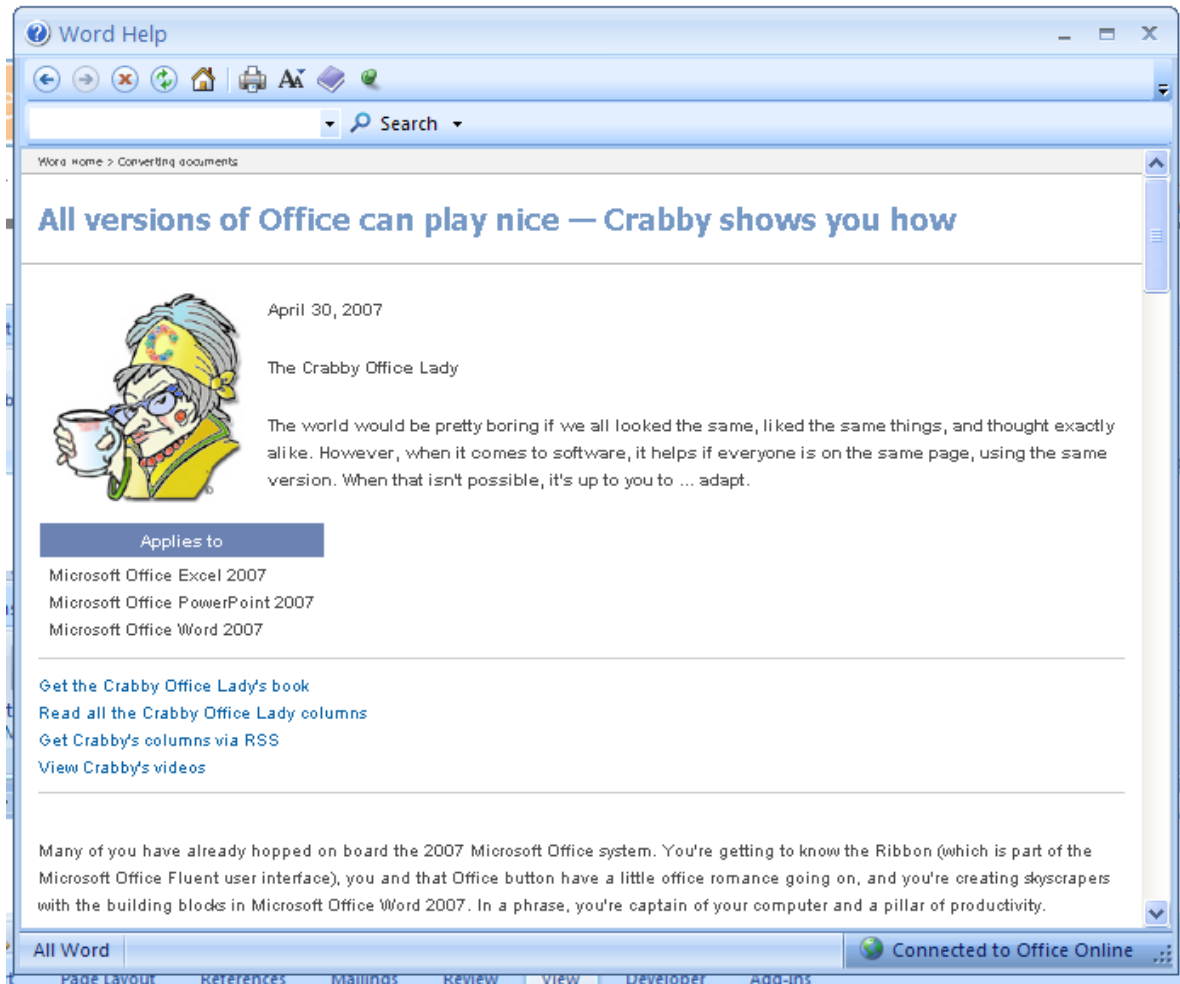 Word Help
Search
Word Home > Converting documents
All versions of Office can play nice — Crabby shows you how
April 30, 2007
The Crabby Office Lady
The world would be pretty boring if we all looked the same, liked the same things, and thought exactly
alike. However, when it comes to software, it helps if everyone is on the same page, using the same
version. When that isn't possible, it's up to you to ... adapt.
C
Applies to
Microsoft Office Excel 2007
Microsoft Office PowerPoint 2007
Microsoft Office Word 2007
Get the Crabby Office Lady's book
Read all the Crabby Office Lady columns
Get Crabby's columns via RSS
View Crabby's videos
Many of you have already hopped on board the 2007 Microsoft Office system. You're getting to know the Ribbon (which is part of the
Microsoft Office Fluent user interface), you and that Office button have a little office romance going on, and you're creating skyscrapers
with the building blocks in Microsoft Office Word 2007. In a phrase, you're captain of your computer and a pillar of productivity.
All Word
Connected to Office Online
Page Layout References Mailings Review View Developer Add-Ins